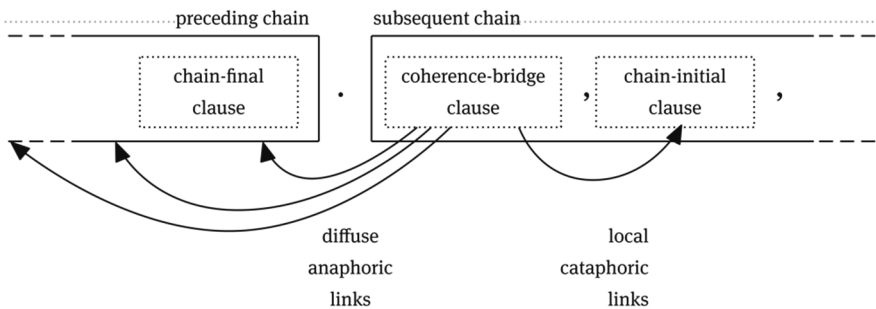 preceding chain
subsequent chain
chain-final
clause
.
coherence-bridge
clause
,
chain-initial
clause
,
diffuse
anaphoric
links
local
cataphoric
links